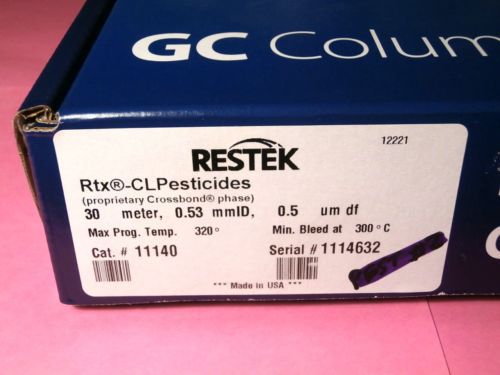 GC Colum
12221
RESTEK
Rtx®-CLPesticides
(proprietary Crossbond® phase)
30 meter, 0.53 mmID, 0.5 um df
Max Prog. Temp. 320° Min. Bleed at 300° C
Cat. # 11140 Serial # 1114632
*** Made in USA ***